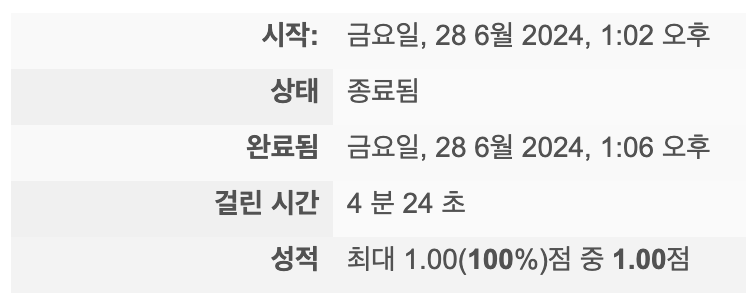 시작: 금요일, 28 6월 2024, 1:02 오후
상태 종료됨
완료됨 금요일, 28 6월 2024, 1:06 오후
걸린 시간 4 분 24 초
성적 최대 1.00(100%)점 중 1.00점